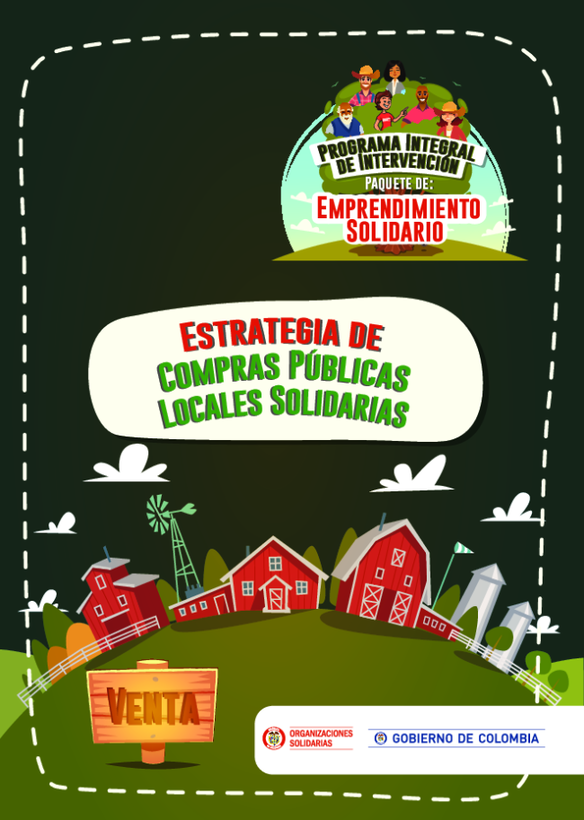 Programa Integral
de Intervención
Paquete de:
Emprendimiento
Solidario
Estrategia de
Compras Públicas
Locales Solidarias
Venta
ORGANIZACIONES
SOLIDARIAS
GOBIERNO DE COLOMBIA